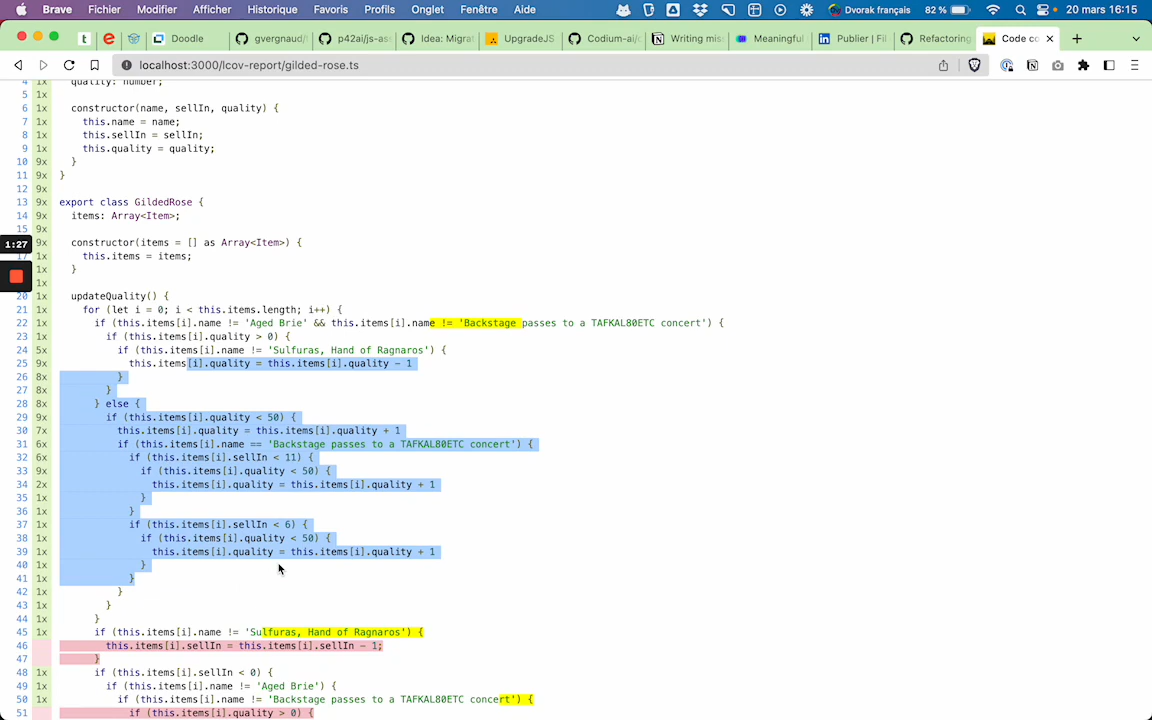 Brave Fichier Modifier Afficher Historique Favoris Profils Onglet Fenêtre Aide Dvorak français 82 % 20 mars 16:15
t e Doodle gvergnaud/ p42ai/js-as Idea: Migrat UpgradeJS Codium-ai/ Writing mis Meaningful Publier | Fil Refactoring Code co
localhost:3000/lcov-report/gilded-rose.ts
4 1x quality: number;
5 1x
6 1x constructor(name, sellIn, quality) {
7 1x this.name = name;
8 1x this.sellIn = sellIn;
9 1x this.quality = quality;
10 9x }
11 9x }
12 9x
13 9x export class GildedRose {
14 9x items: Array<Item>;
15 9x
1:27 9x constructor(items = [] as Array<Item>) {
17 1x this.items = items;
1x }
1x
20 1x updateQuality() {
21 1x for (let i = 0; i < this.items.length; i++) {
22 1x if (this.items[i].name != 'Aged Brie' && this.items[i].name != 'Backstage passes to a TAFKAL80ETC concert') {
23 1x if (this.items[i].quality > 0) {
24 5x if (this.items[i].name != 'Sulfuras, Hand of Ragnaros') {
25 9x this.items[i].quality = this.items[i].quality - 1
26 8x }
27 8x }
28 8x } else {
29 9x if (this.items[i].quality < 50) {
30 7x this.items[i].quality = this.items[i].quality + 1
31 6x if (this.items[i].name == 'Backstage passes to a TAFKAL80ETC concert') {
32 6x if (this.items[i].sellIn < 11) {
33 9x if (this.items[i].quality < 50) {
34 2x this.items[i].quality = this.items[i].quality + 1
35 1x }
36 1x }
37 1x if (this.items[i].sellIn < 6) {
38 1x if (this.items[i].quality < 50) {
39 1x this.items[i].quality = this.items[i].quality + 1
40 1x }
41 1x }
42 1x }
43 1x }
44 1x }
45 1x if (this.items[i].name != 'Sulfuras, Hand of Ragnaros') {
46 this.items[i].sellIn = this.items[i].sellIn - 1;
47 }
48 1x if (this.items[i].sellIn < 0) {
49 1x if (this.items[i].name != 'Aged Brie') {
50 1x if (this.items[i].name != 'Backstage passes to a TAFKAL80ETC concert') {
51 if (this.items[i].quality > 0) {